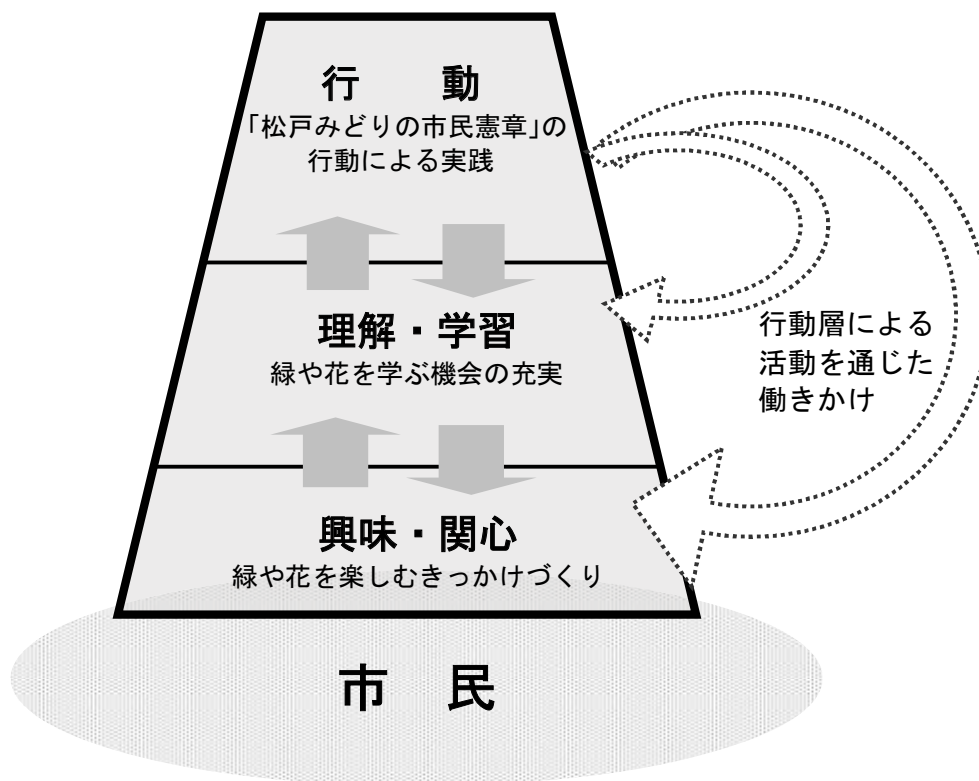 行 動
「松戸みどりの市民憲章」の
行動による実践
理解・学習
緑や花を学ぶ機会の充実
行動層による
活動を通じた
働きかけ
興味・関心
緑や花を楽しむきっかけづくり
市 民